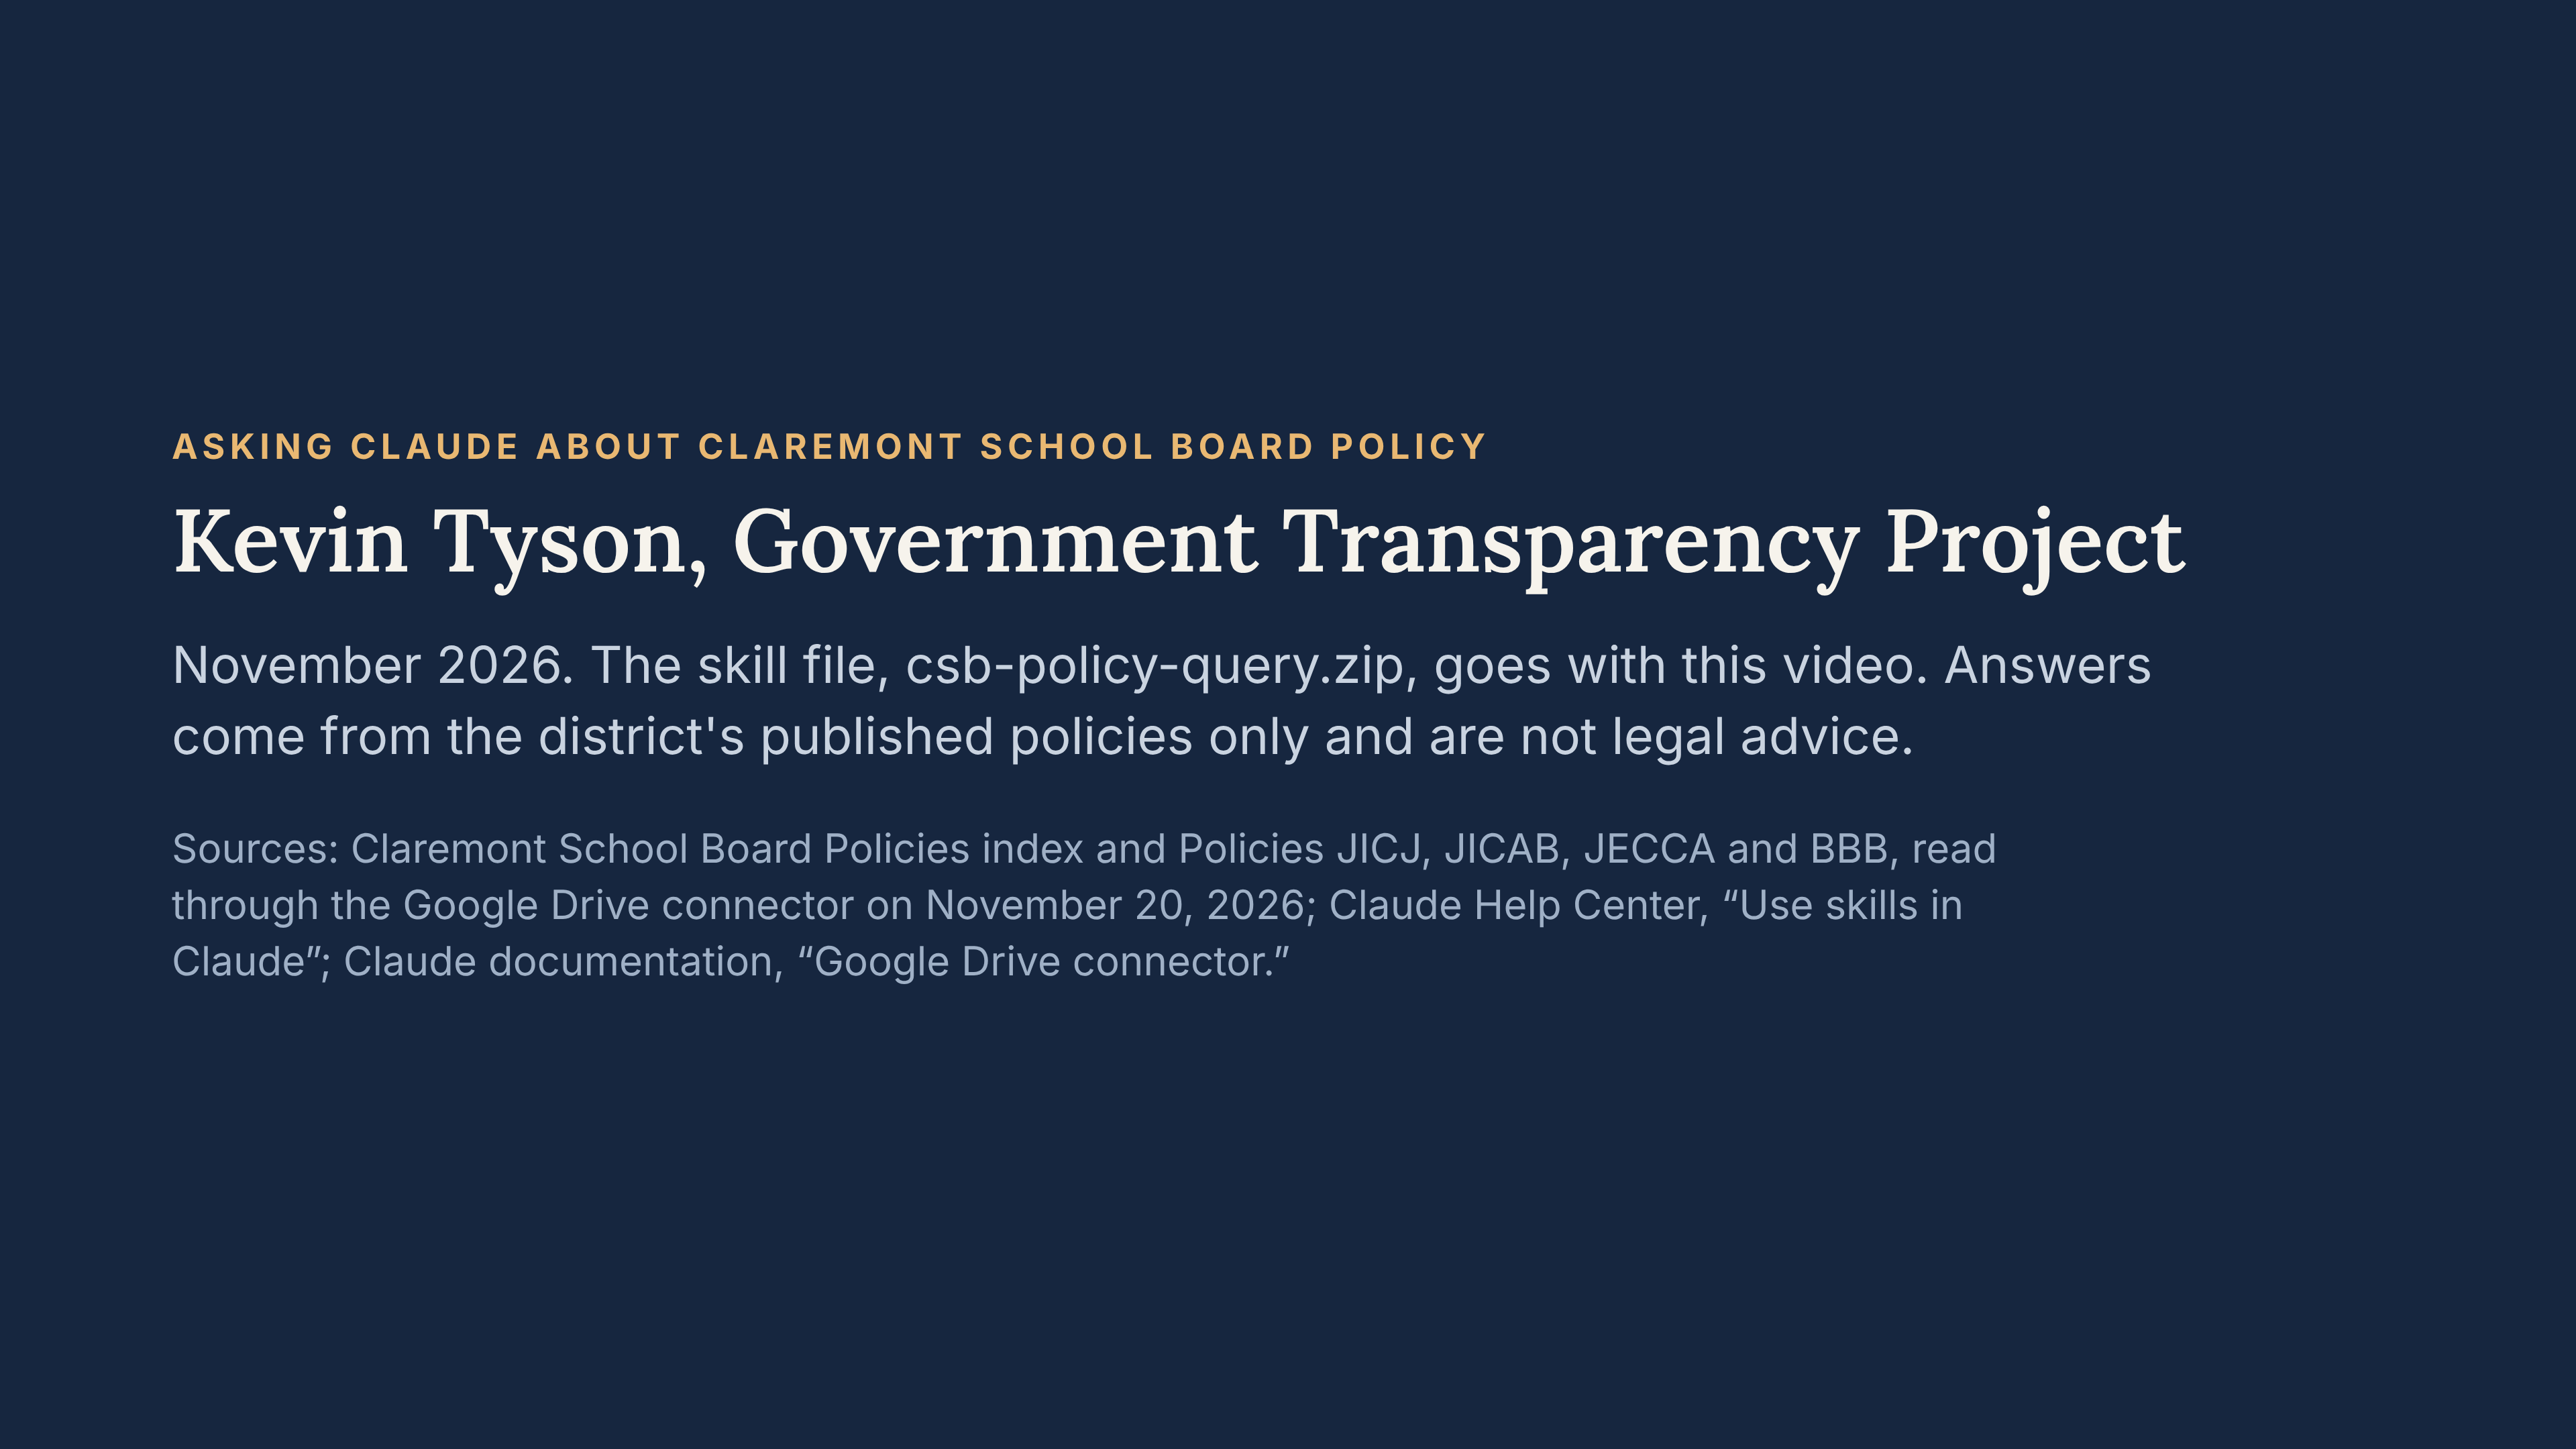 ASKING CLAUDE ABOUT CLAREMONT SCHOOL BOARD POLICY
Kevin Tyson, Government Transparency Project
November 2026. The skill file, csb-policy-query.zip, goes with this video. Answers
come from the district's published policies only and are not legal advice.
Sources: Claremont School Board Policies index and Policies JICJ, JICAB, JECCA and BBB, read
through the Google Drive connector on November 20, 2026; Claude Help Center, “Use skills in
Claude”; Claude documentation, “Google Drive connector.”